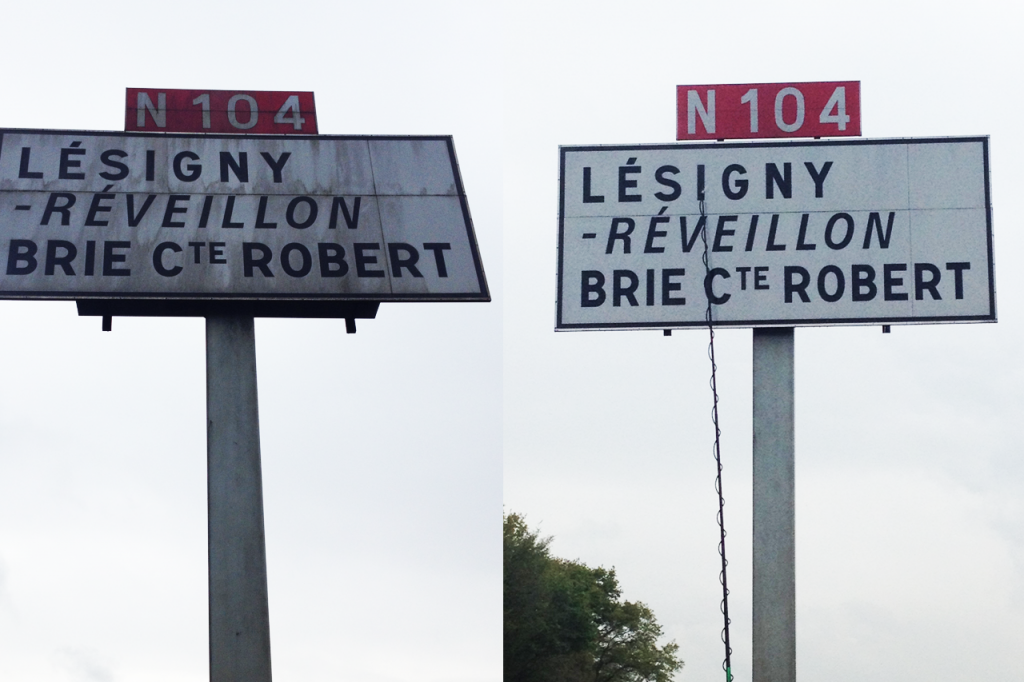 N 104
LÉSIGNY
-RÉVEILLON
BRIE CTE ROBERT
N 104
LÉSIGNY
-RÉVEILLON
BRIE CTE ROBERT